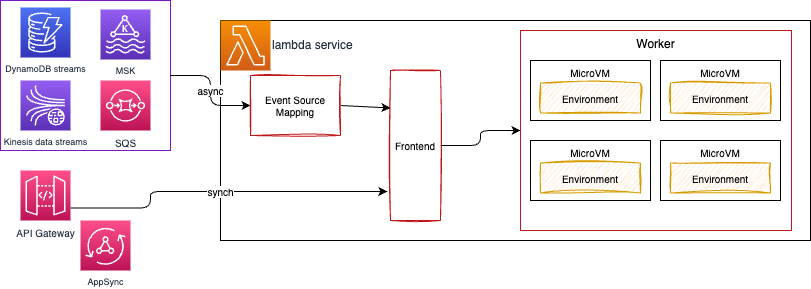 DynamoDB streams
MSK
Kinesis data streams
SQS
API Gateway
AppSync
async
synch
lambda service
Event Source
Mapping
Frontend
Worker
MicroVM
Environment
MicroVM
Environment
MicroVM
Environment
MicroVM
Environment